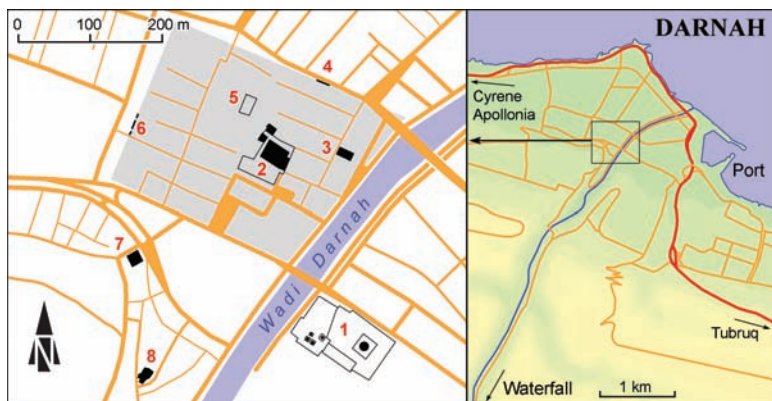 0 100 200 m
4
5
6
3
2
7
1
8
Wadi Darnah
N
DARNAH
Cyrene
Apollonia
Port
Tubruq
Waterfall
1 km